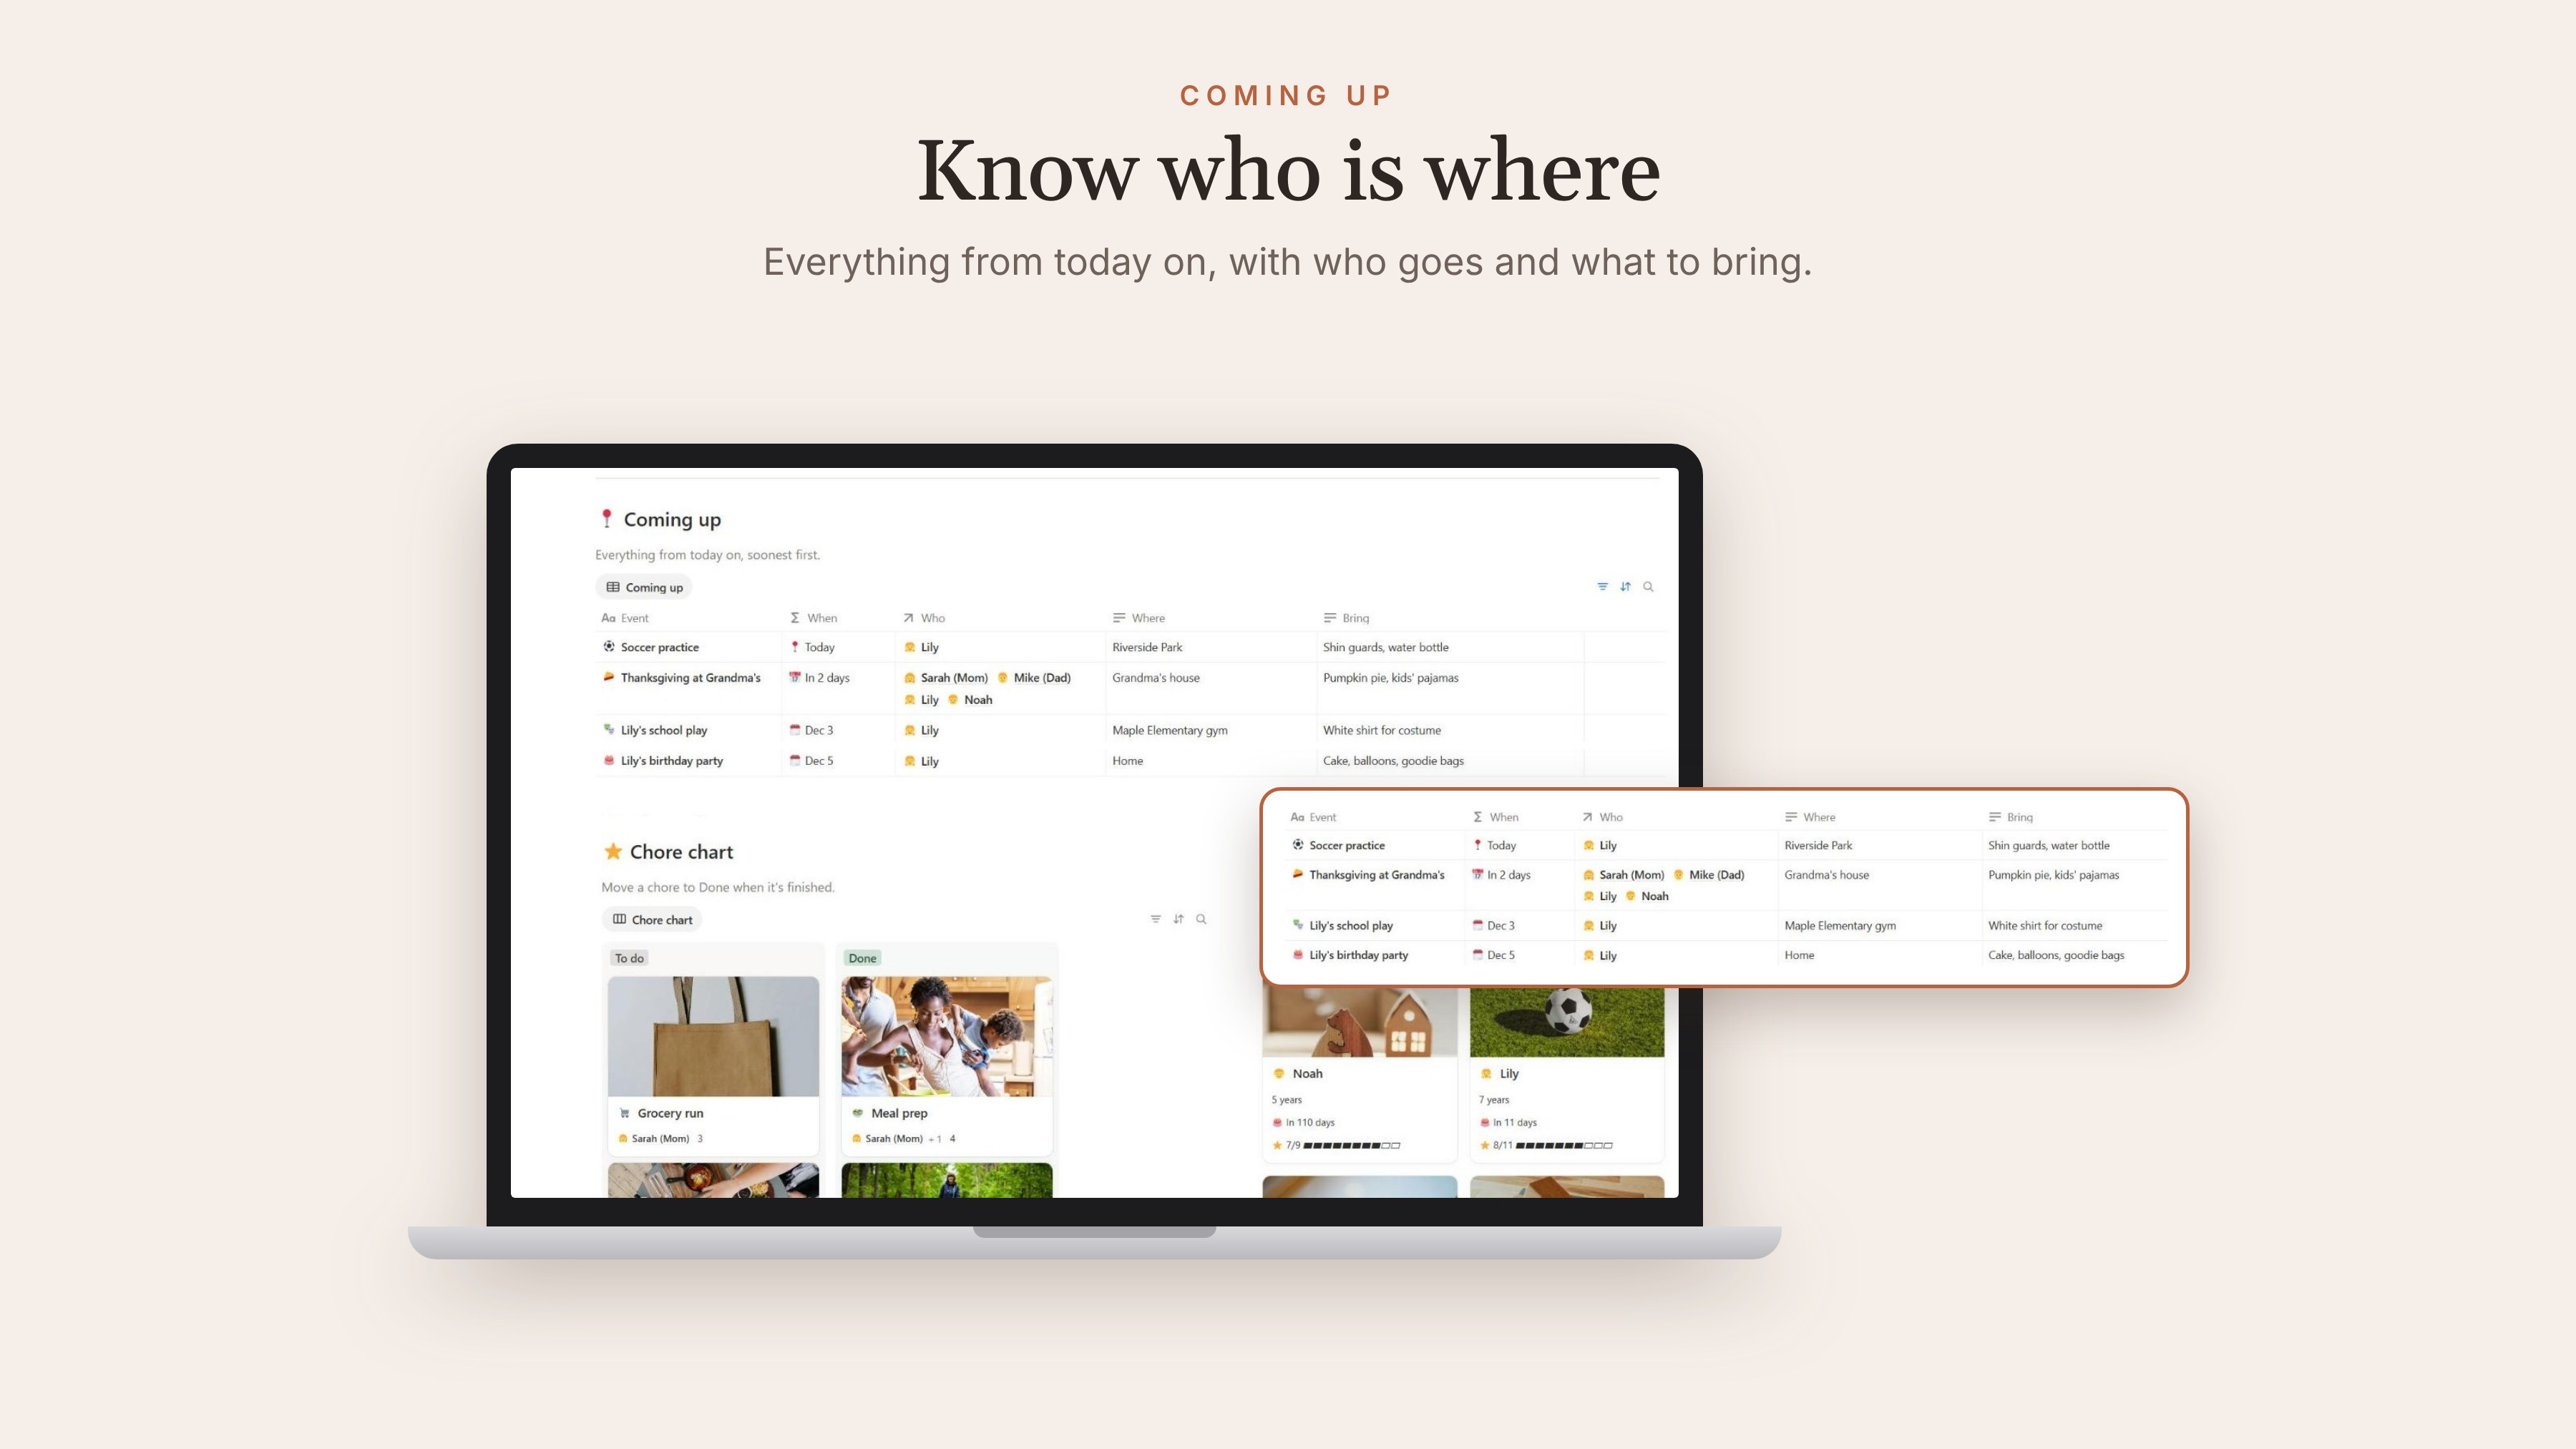 COMING UP
Know who is where
Everything from today on, with who goes and what to bring.
Coming up
Everything from today on, soonest first.
Coming up
Aa Event When Who Where Bring
Soccer practice Today Lily Riverside Park Shin guards, water bottle
Thanksgiving at Grandma's In 2 days Sarah (Mom) Mike (Dad) Grandma's house Pumpkin pie, kids' pajamas
Lily Noah
Lily's school play Dec 3 Lily Maple Elementary gym White shirt for costume
Lily's birthday party Dec 5 Lily Home Cake, balloons, goodie bags
Aa Event When Who Where Bring
Soccer practice Today Lily Riverside Park Shin guards, water bottle
Thanksgiving at Grandma's In 2 days Sarah (Mom) Mike (Dad) Grandma's house Pumpkin pie, kids' pajamas
Lily Noah
Lily's school play Dec 3 Lily Maple Elementary gym White shirt for costume
Lily's birthday party Dec 5 Lily Home Cake, balloons, goodie bags
Chore chart
Move a chore to Done when it's finished.
Chore chart
To do
Grocery run
Sarah (Mom) 3
Done
Meal prep
Sarah (Mom) +1 4
Noah
5 years
In 110 days
7/9
Lily
7 years
In 11 days
8/11